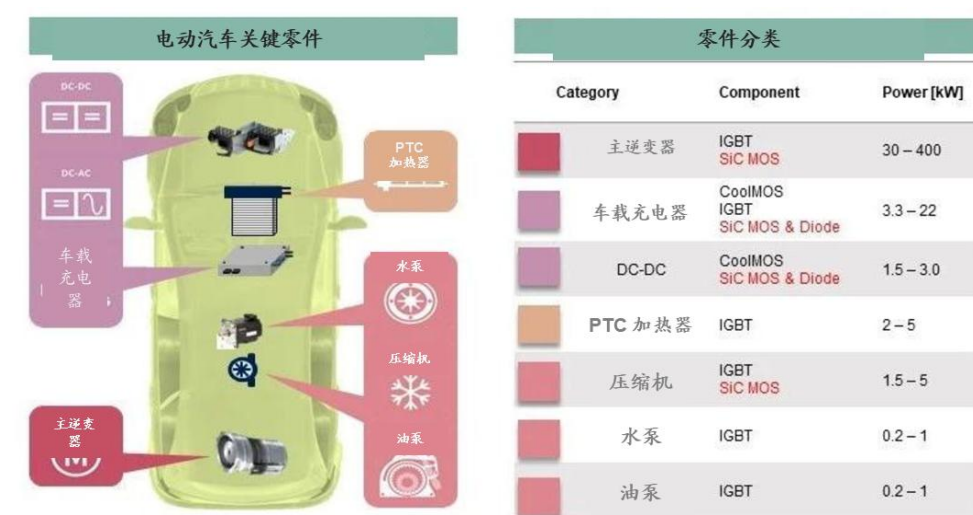 电动汽车关键零件
DC-DC
DC-AC
车载
充电
器
PTC
加热器
水泵
压缩机
油泵
主逆变
器
零件分类
Category Component Power [kW]
主逆变器 IGBT 30 – 400
SiC MOS
车载充电器 CoolMOS 3.3 – 22
IGBT
SiC MOS & Diode
DC-DC CoolMOS 1.5 – 3.0
SiC MOS & Diode
PTC 加热器 IGBT 2 – 5
压缩机 IGBT 1.5 – 5
SiC MOS
水泵 IGBT 0.2 – 1
油泵 IGBT 0.2 – 1